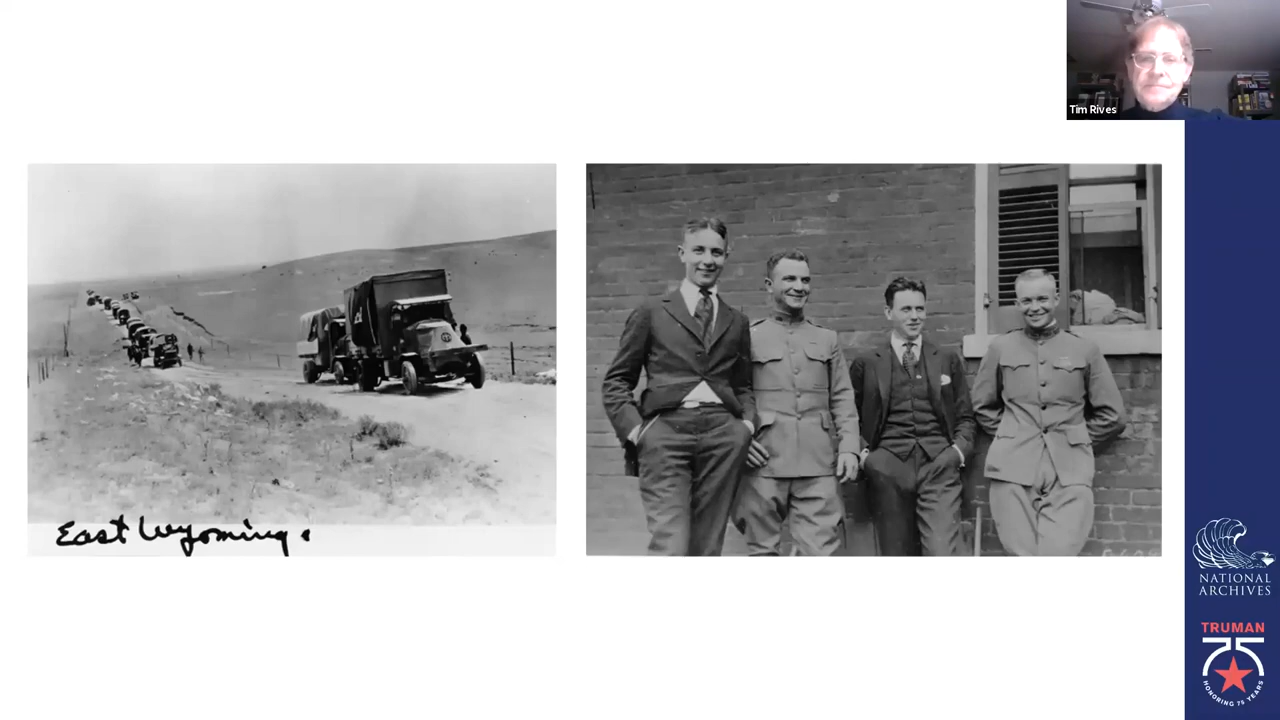 Tim Rives
East Wyoming.
NATIONAL
ARCHIVES
TRUMAN
75
HONORING 75 YEARS